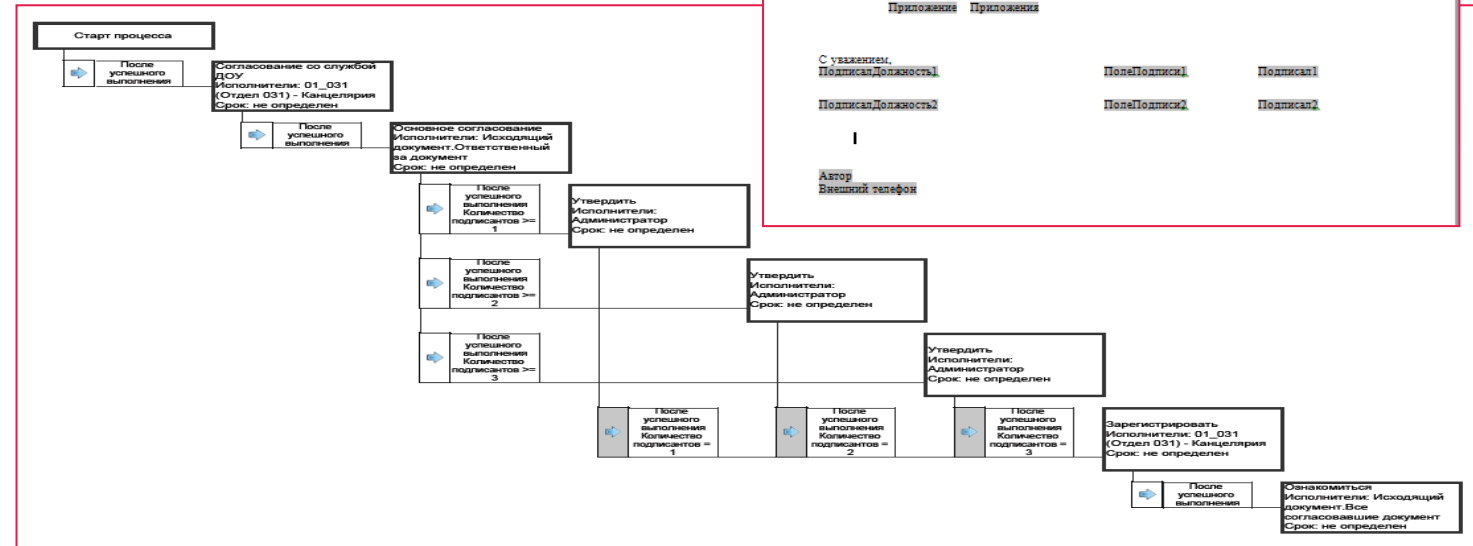 Приложение Приложения
С уважением,
ПодписалДолжность1 ПолеПодписи1 Подписал1
ПодписалДолжность2 ПолеПодписи2 Подписал2
Автор
Внешний телефон
Старт процесса
После
успешного
выполнения
Согласование со службой
ДОУ
Исполнители: 01_031
(Отдел 031) - Канцелярия
Срок: не определен
После
успешного
выполнения
Основное согласование
Исполнители: Исходящий
документ.Ответственный
за документ
Срок: не определен
После
успешного
выполнения
Количество
подписантов >=
1
Утвердить
Исполнители:
Администратор
Срок: не определен
После
успешного
выполнения
Количество
подписантов >=
2
Утвердить
Исполнители:
Администратор
Срок: не определен
После
успешного
выполнения
Количество
подписантов >=
3
Утвердить
Исполнители:
Администратор
Срок: не определен
После
успешного
выполнения
Количество
подписантов =
1
После
успешного
выполнения
Количество
подписантов =
2
После
успешного
выполнения
Количество
подписантов =
3
Зарегистрировать
Исполнители: 01_031
(Отдел 031) - Канцелярия
Срок: не определен
После
успешного
выполнения
Ознакомиться
Исполнители: Исходящий
документ.Все
согласовавшие документ
Срок: не определен